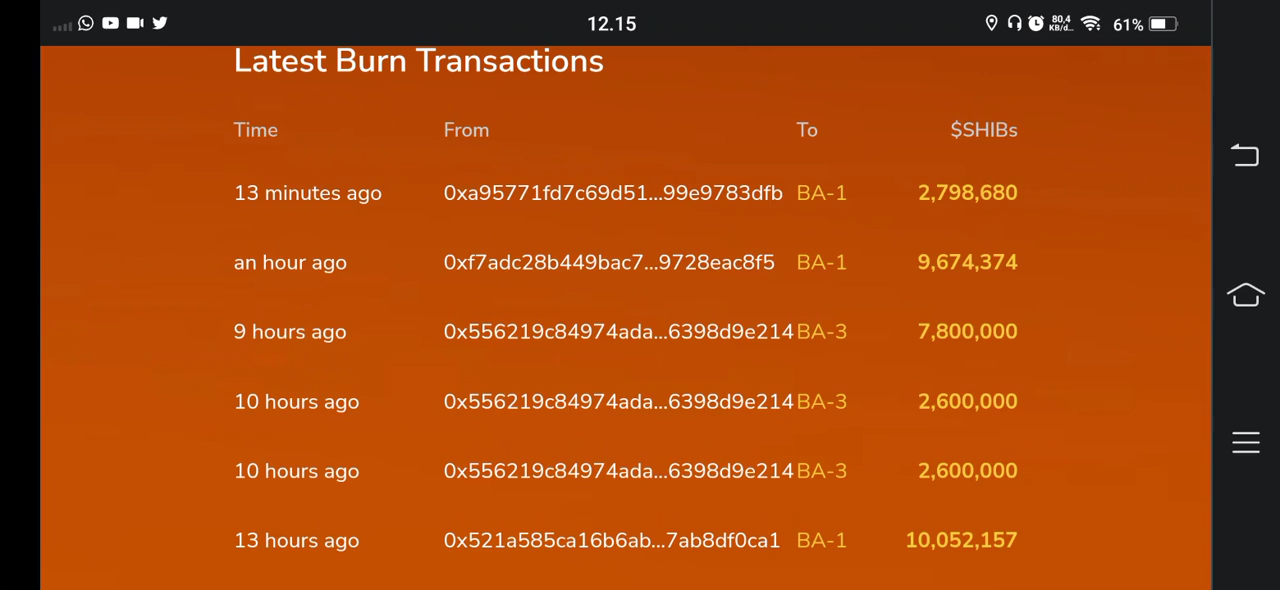 12.15 80,4 KB/d... 61%
Latest Burn Transactions
Time From To $SHIBs
13 minutes ago 0xa95771fd7c69d51...99e9783dfb BA-1 2,798,680
an hour ago 0xf7adc28b449bac7...9728eac8f5 BA-1 9,674,374
9 hours ago 0x556219c84974ada...6398d9e214 BA-3 7,800,000
10 hours ago 0x556219c84974ada...6398d9e214 BA-3 2,600,000
10 hours ago 0x556219c84974ada...6398d9e214 BA-3 2,600,000
13 hours ago 0x521a585ca16b6ab...7ab8df0ca1 BA-1 10,052,157